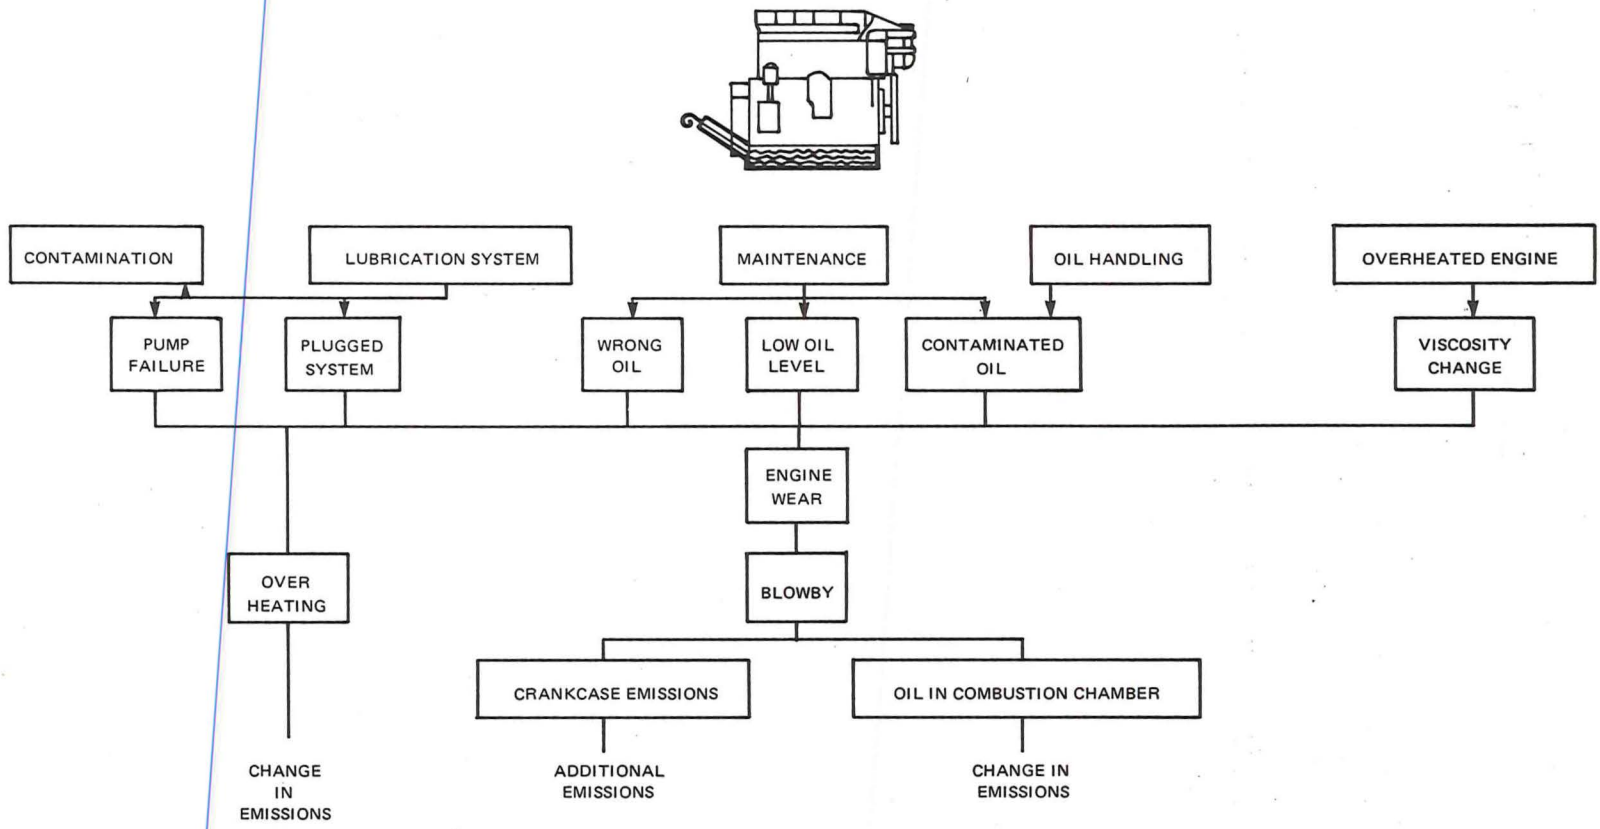 CONTAMINATION
LUBRICATION SYSTEM
MAINTENANCE
OIL HANDLING
OVERHEATED ENGINE
PUMP
FAILURE
PLUGGED
SYSTEM
WRONG
OIL
LOW OIL
LEVEL
CONTAMINATED
OIL
VISCOSITY
CHANGE
ENGINE
WEAR
OVER
HEATING
BLOWBY
CRANKCASE EMISSIONS
OIL IN COMBUSTION CHAMBER
CHANGE
IN
EMISSIONS
ADDITIONAL
EMISSIONS
CHANGE IN
EMISSIONS